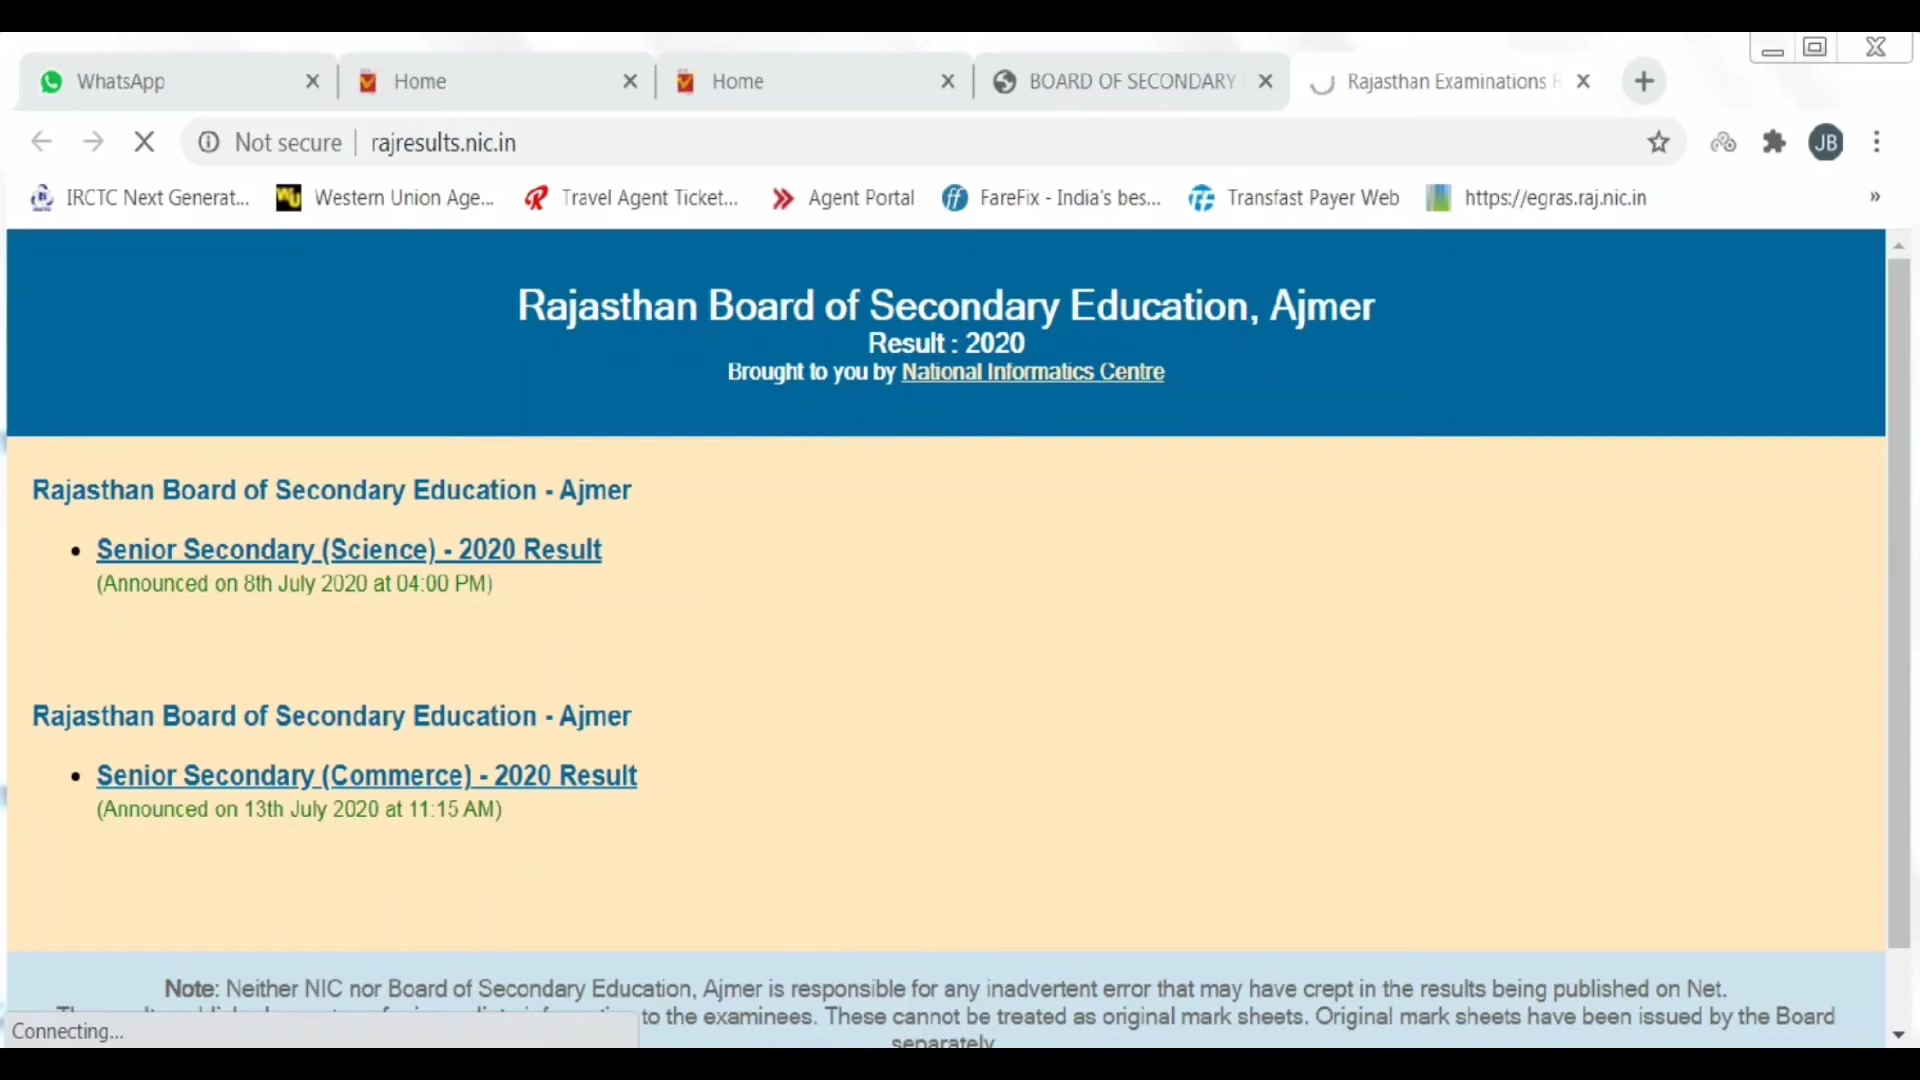 WhatsApp
Home
Home
BOARD OF SECONDARY
Rajasthan Examinations
Not secure
rajresults.nic.in
JB
IRCTC Next Generat...
Western Union Age...
Travel Agent Ticket...
Agent Portal
FareFix - India's bes...
Transfast Payer Web
https://egras.raj.nic.in
»
Rajasthan Board of Secondary Education, Ajmer
Result : 2020
Brought to you by National Informatics Centre
Rajasthan Board of Secondary Education - Ajmer
• Senior Secondary (Science) - 2020 Result
(Announced on 8th July 2020 at 04:00 PM)
Rajasthan Board of Secondary Education - Ajmer
• Senior Secondary (Commerce) - 2020 Result
(Announced on 13th July 2020 at 11:15 AM)
Note: Neither NIC nor Board of Secondary Education, Ajmer is responsible for any inadvertent error that may have crept in the results being published on Net.
to the examinees. These cannot be treated as original mark sheets. Original mark sheets have been issued by the Board
separately
Connecting...